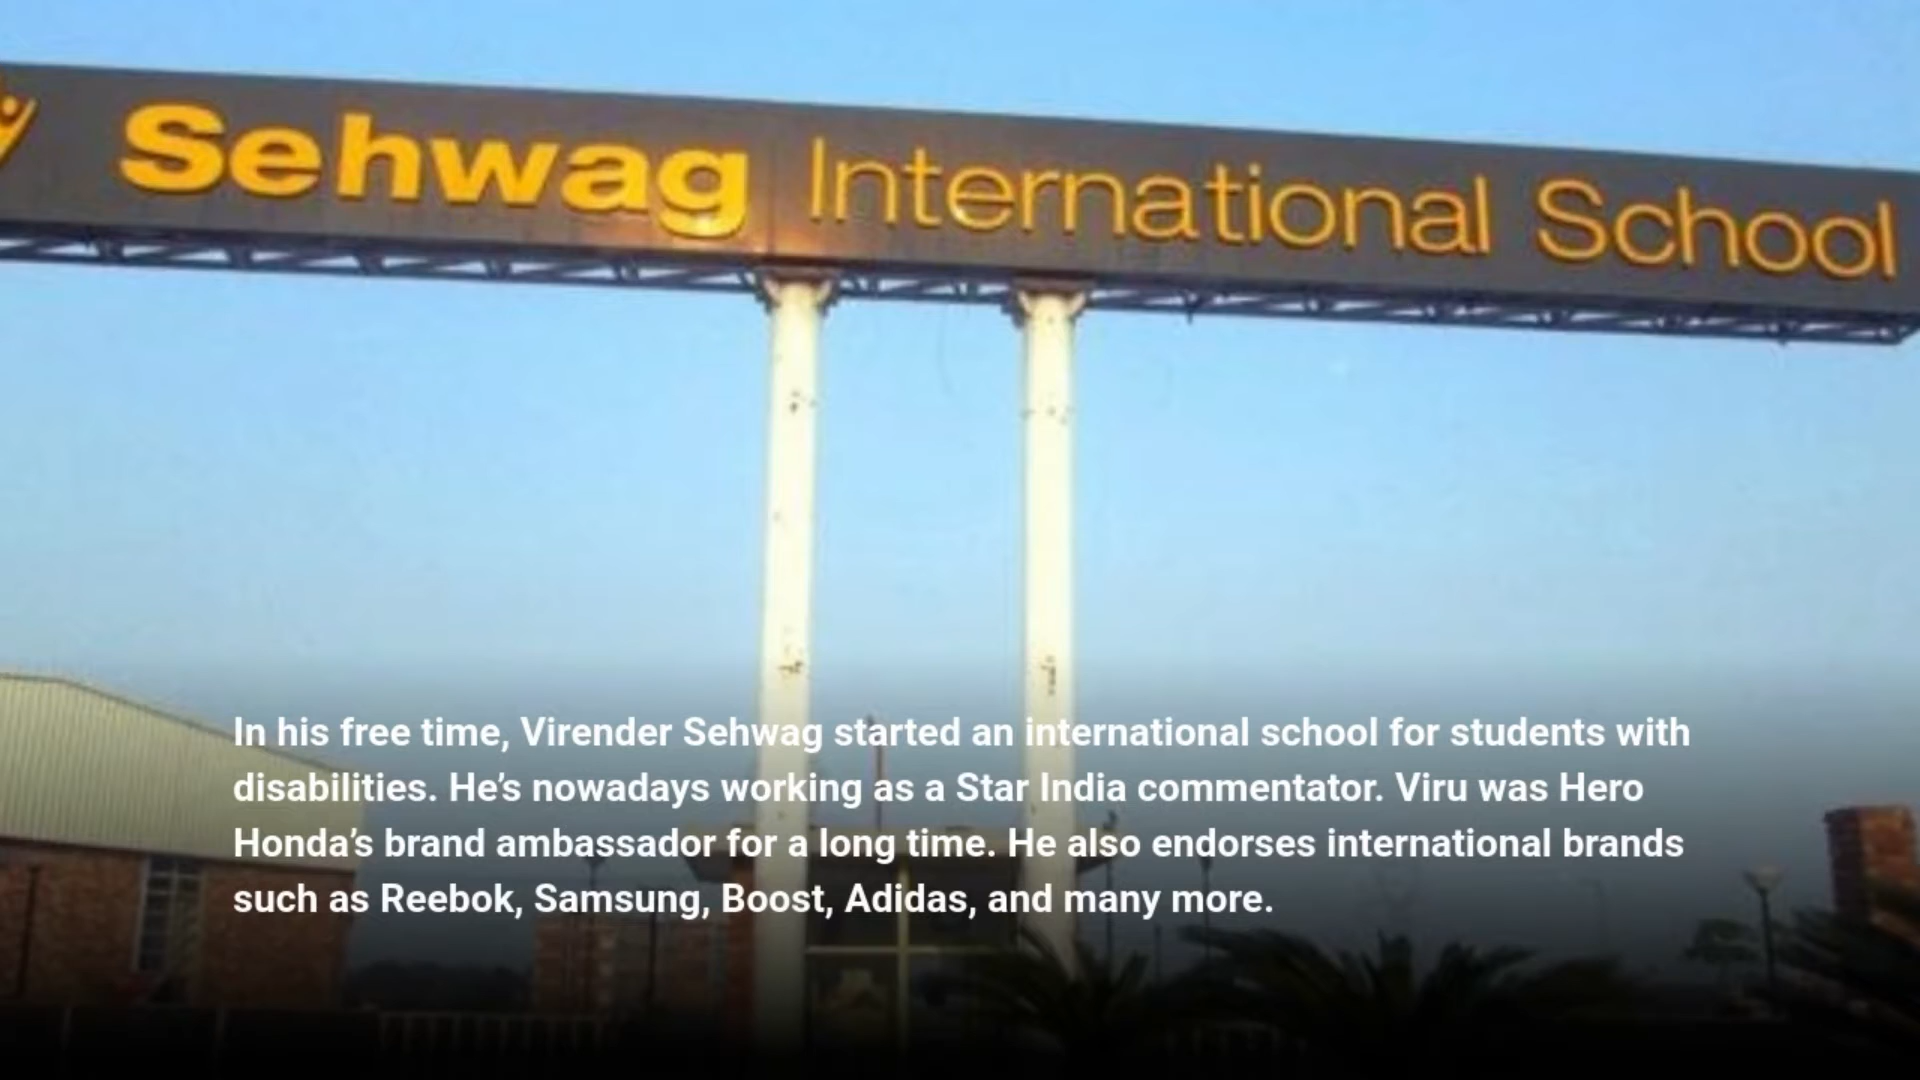 Sehwag International School
In his free time, Virender Sehwag started an international school for students with
disabilities. He’s nowadays working as a Star India commentator. Viru was Hero
Honda’s brand ambassador for a long time. He also endorses international brands
such as Reebok, Samsung, Boost, Adidas, and many more.